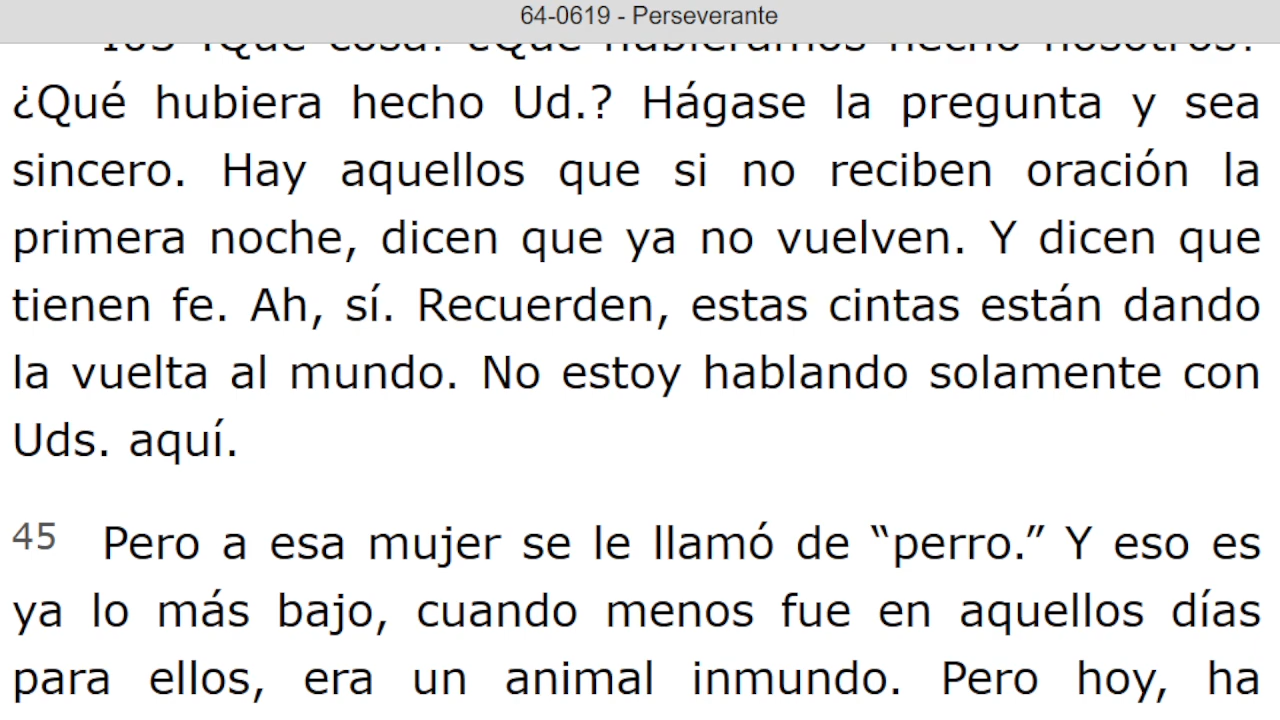 64-0619 - Perseverante
¿Qué hubiera hecho Ud.? Hágase la pregunta y sea
sincero. Hay aquellos que si no reciben oración la
primera noche, dicen que ya no vuelven. Y dicen que
tienen fe. Ah, sí. Recuerden, estas cintas están dando
la vuelta al mundo. No estoy hablando solamente con
Uds. aquí.
45 Pero a esa mujer se le llamó de “perro.” Y eso es
ya lo más bajo, cuando menos fue en aquellos días
para ellos, era un animal inmundo. Pero hoy, ha